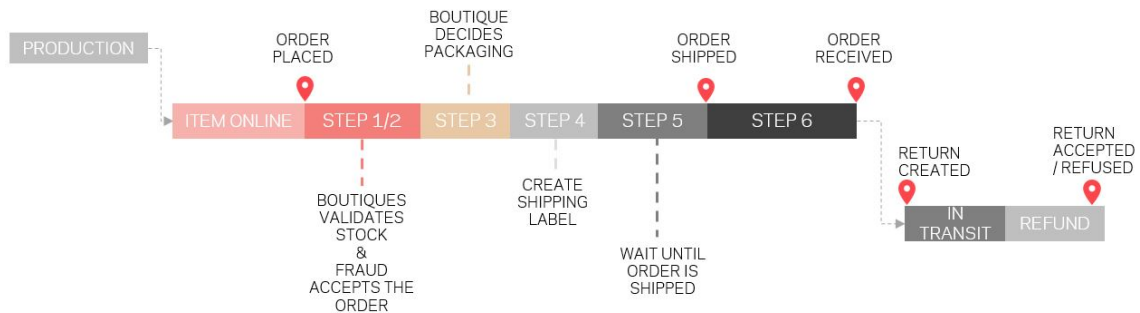 PRODUCTION
ORDER
PLACED
BOUTIQUE
DECIDES
PACKAGING
ORDER
SHIPPED
ORDER
RECEIVED
ITEM ONLINE
STEP 1/2
STEP 3
STEP 4
STEP 5
STEP 6
BOUTIQUES
VALIDATES
STOCK
&
FRAUD
ACCEPTS THE
ORDER
CREATE
SHIPPING
LABEL
WAIT UNTIL
ORDER IS
SHIPPED
RETURN
CREATED
RETURN
ACCEPTED
/ REFUSED
IN
TRANSIT
REFUND